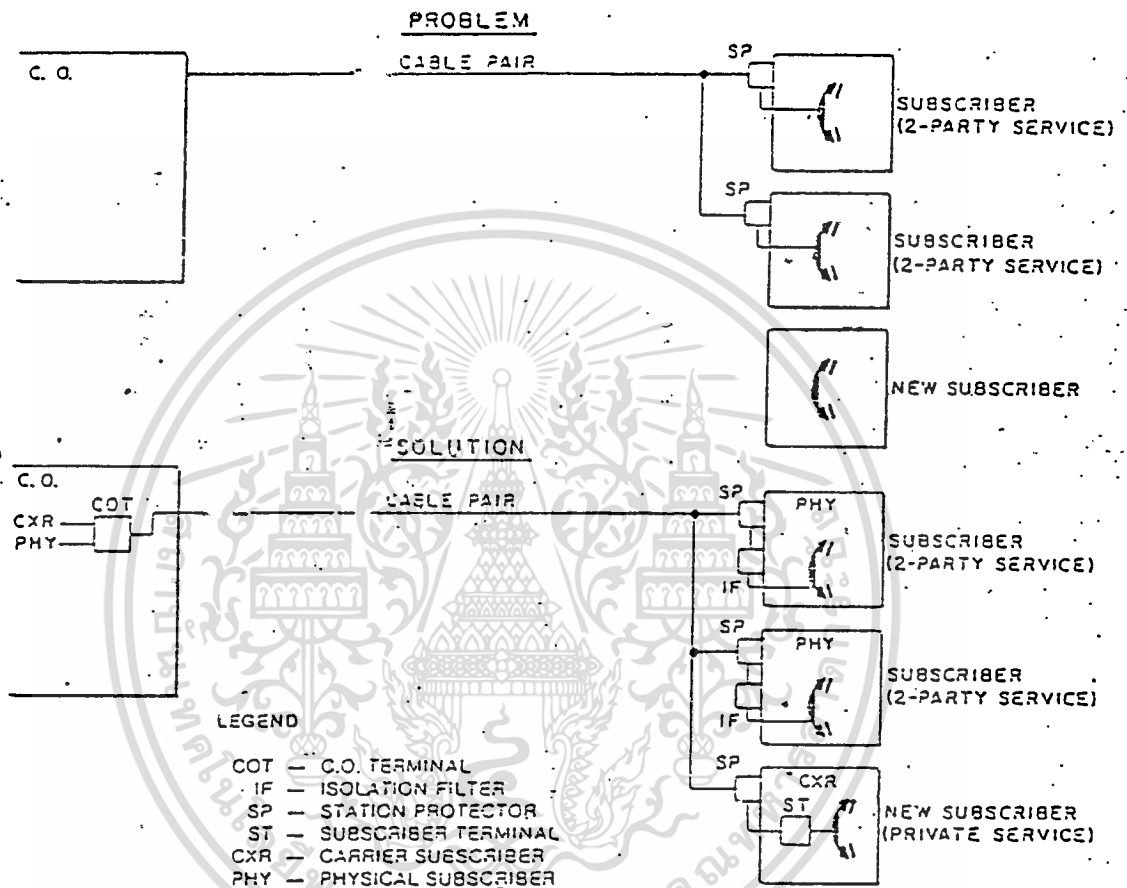 PROBLEM
C. O.
CABLE PAIR
SP
SUBSCRIBER
(2-PARTY SERVICE)
SP
SUBSCRIBER
(2-PARTY SERVICE)
NEW SUBSCRIBER
SOLUTION
C. O.
COT
CXR
PHY
CABLE PAIR
SP
PHY
IF
SUBSCRIBER
(2-PARTY SERVICE)
SP
PHY
IF
SUBSCRIBER
(2-PARTY SERVICE)
SP
CXR
ST
NEW SUBSCRIBER
(PRIVATE SERVICE)
LEGEND
COT — C.O. TERMINAL
IF — ISOLATION FILTER
SP — STATION PROTECTOR
ST — SUBSCRIBER TERMINAL
CXR — CARRIER SUBSCRIBER
PHY — PHYSICAL SUBSCRIBER